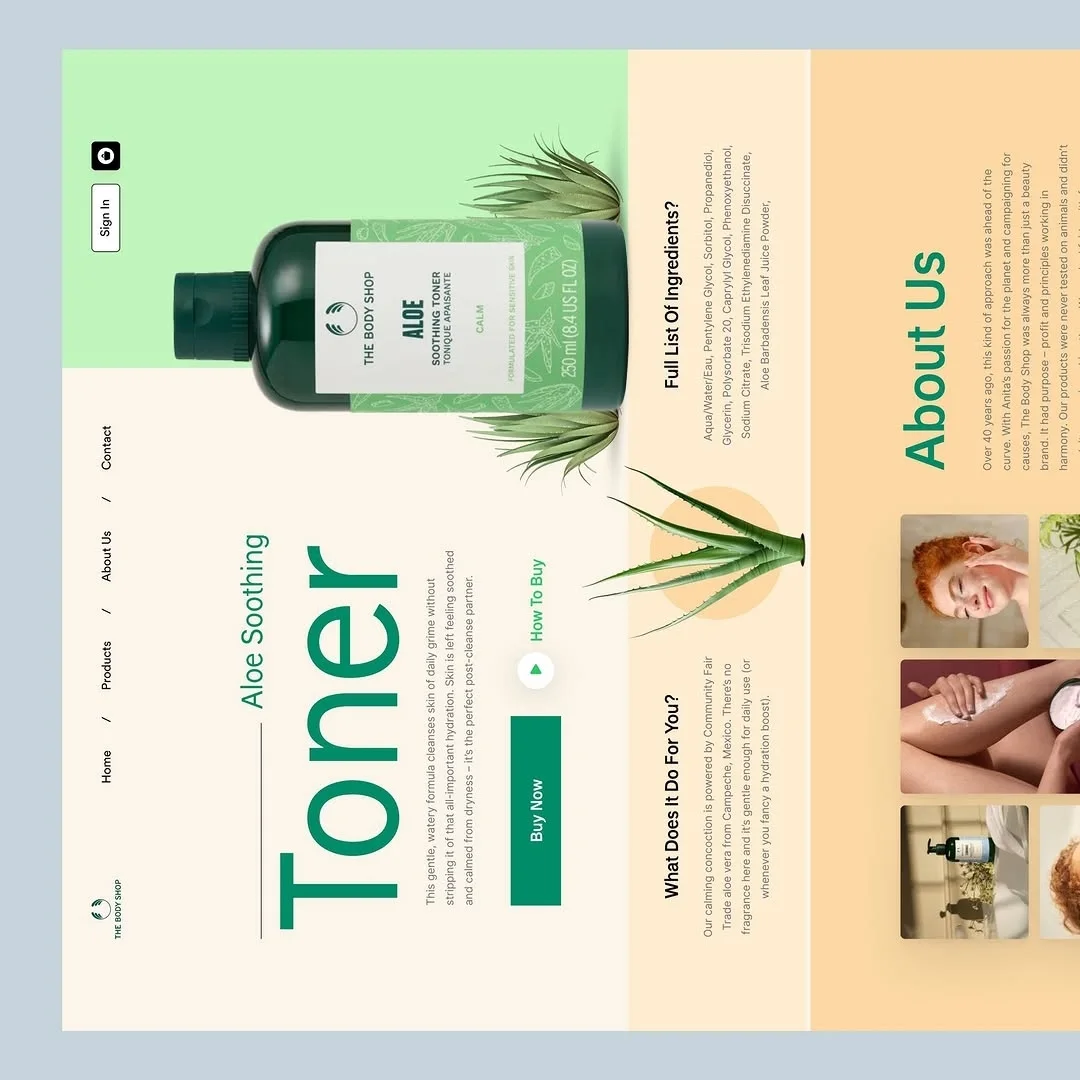 THE BODY SHOP
Home / Products / About Us / Contact
Sign In
Aloe Soothing
Toner
This gentle, watery formula cleanses skin of daily grime without
stripping it of that all-important hydration. Skin is left feeling soothed
and calmed from dryness – it's the perfect post-cleanse partner.
Buy Now
How To Buy
THE BODY SHOP
ALOE
SOOTHING TONER
TONIQUE APAISANTE
CALM
FORMULATED FOR SENSITIVE SKIN
250 ml (8.4 US FL OZ)
What Does It Do For You?
Our calming concoction is powered by Community Fair
Trade aloe vera from Campeche, Mexico. There's no
fragrance here and it's gentle enough for daily use (or
whenever you fancy a hydration boost).
Full List Of Ingredients?
Aqua/Water/Eau, Pentylene Glycol, Sorbitol, Propanediol,
Glycerin, Polysorbate 20, Caprylyl Glycol, Phenoxyethanol,
Sodium Citrate, Trisodium Ethylenediamine Disuccinate,
Aloe Barbadensis Leaf Juice Powder,
About Us
Over 40 years ago, this kind of approach was ahead of the
curve. With Anita's passion for the planet and campaigning for
causes, The Body Shop was always more than just a beauty
brand. It had purpose – profit and principles working in
harmony. Our products were never tested on animals and didn't